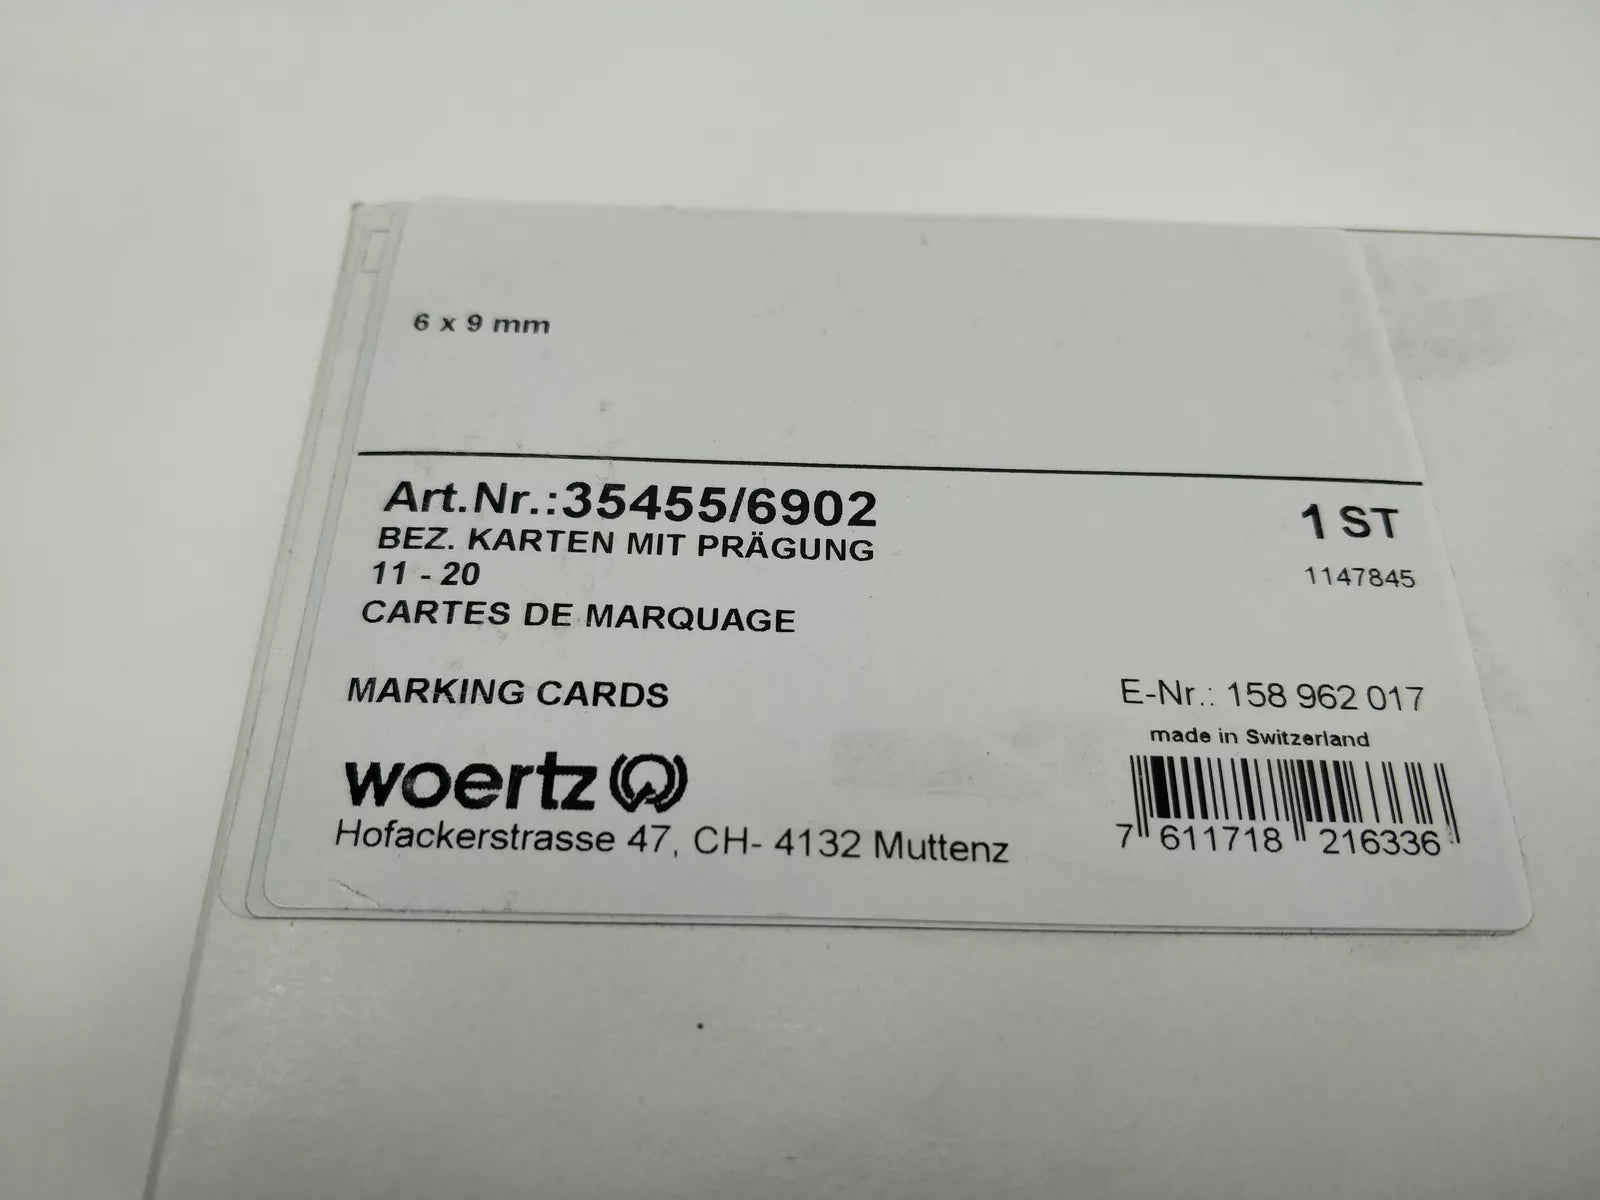 6 x 9 mm
Art.Nr.:35455/6902
1 ST
BEZ. KARTEN MIT PRÄGUNG
11 - 20
1147845
CARTES DE MARQUAGE
MARKING CARDS
E-Nr.: 158 962 017
made in Switzerland
woertz
Hofackerstrasse 47, CH- 4132 Muttenz
7 611718 216336